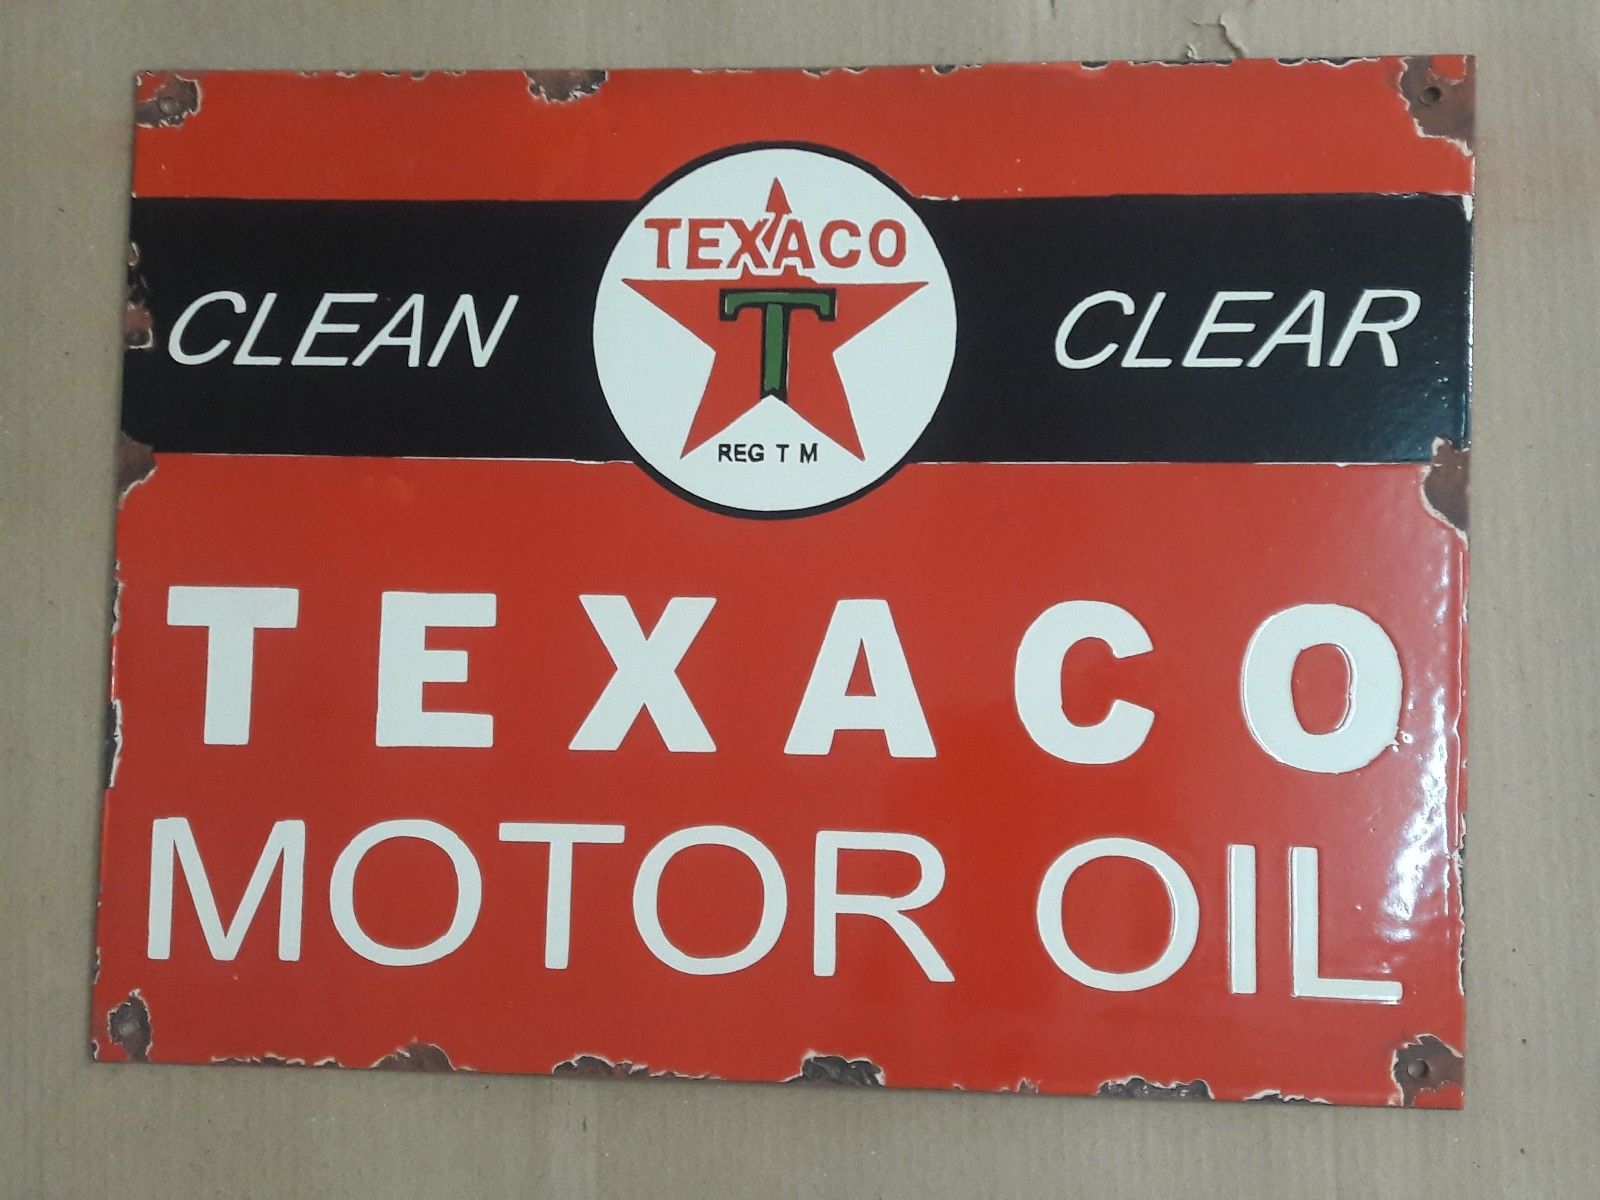 TEXACO
T
CLEAN CLEAR
REG T M
TEXACO
MOTOR OIL